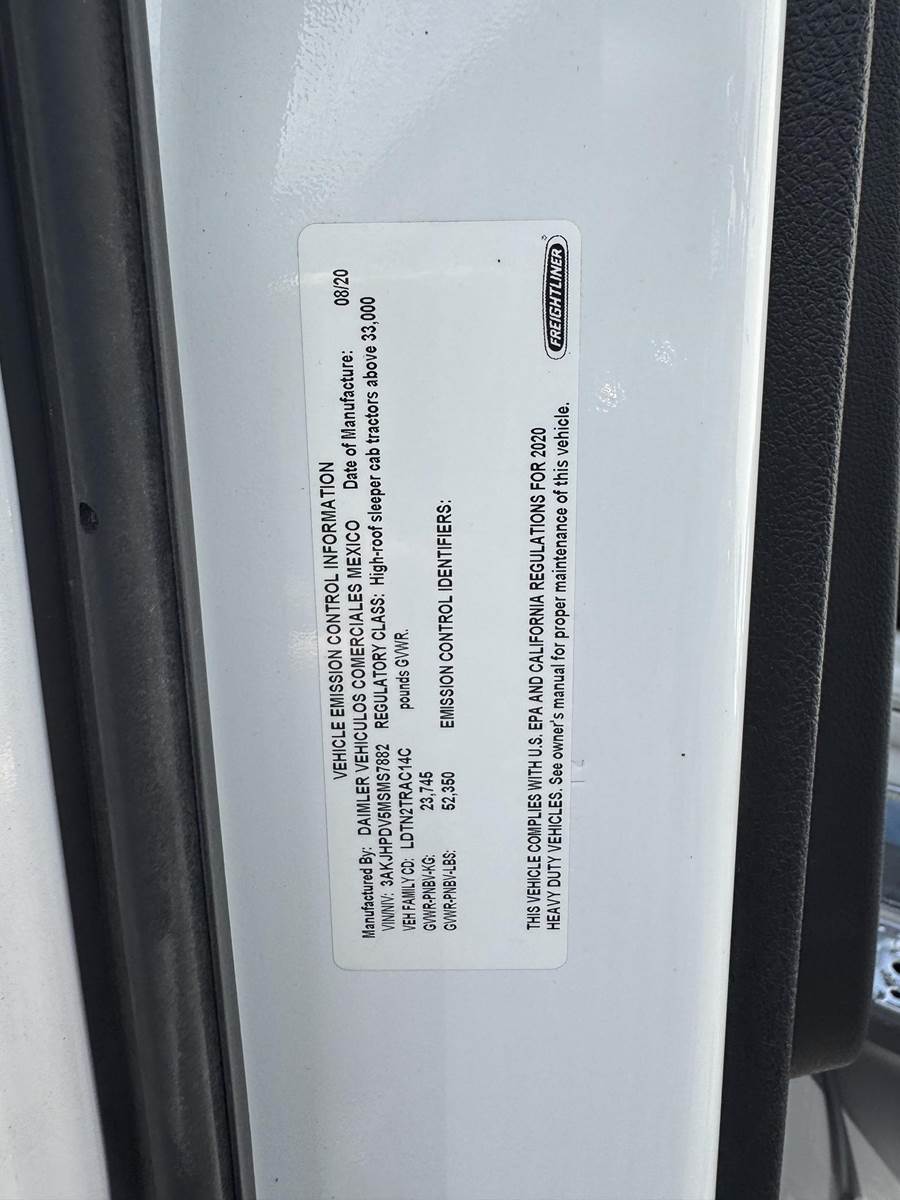 VEHICLE EMISSION CONTROL INFORMATION
Manufactured By: DAIMLER VEHICULOS COMERCIALES MEXICO Date of Manufacture: 08/20
VIN/NIV: 3AKJHPDV5MSMS7882 REGULATORY CLASS: High-roof sleeper cab tractors above 33,000
VEH FAMILY CD: LDTN2TRAC14C pounds GVWR.
GVWR-PNBV-KG: 23,745
GVWR-PNBV-LBS: 52,350 EMISSION CONTROL IDENTIFIERS:
THIS VEHICLE COMPLIES WITH U.S. EPA AND CALIFORNIA REGULATIONS FOR 2020
HEAVY DUTY VEHICLES. See owner's manual for proper maintenance of this vehicle.
FREIGHTLINER